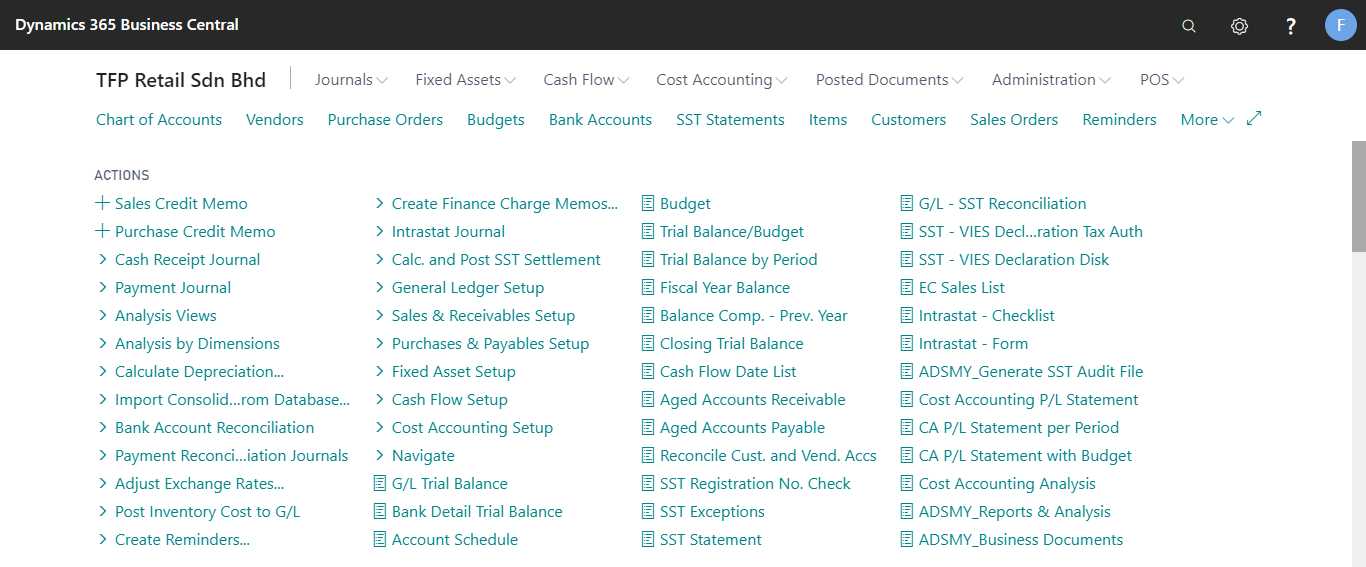 Dynamics 365 Business Central
F
TFP Retail Sdn Bhd
Journals
Fixed Assets
Cash Flow
Cost Accounting
Posted Documents
Administration
POS
Chart of Accounts
Vendors
Purchase Orders
Budgets
Bank Accounts
SST Statements
Items
Customers
Sales Orders
Reminders
More
ACTIONS
Sales Credit Memo
Purchase Credit Memo
Cash Receipt Journal
Payment Journal
Analysis Views
Analysis by Dimensions
Calculate Depreciation...
Import Consolid...rom Database...
Bank Account Reconciliation
Payment Reconci...iation Journals
Adjust Exchange Rates...
Post Inventory Cost to G/L
Create Reminders...
Create Finance Charge Memos...
Intrastat Journal
Calc. and Post SST Settlement
General Ledger Setup
Sales & Receivables Setup
Purchases & Payables Setup
Fixed Asset Setup
Cash Flow Setup
Cost Accounting Setup
Navigate
G/L Trial Balance
Bank Detail Trial Balance
Account Schedule
Budget
Trial Balance/Budget
Trial Balance by Period
Fiscal Year Balance
Balance Comp. - Prev. Year
Closing Trial Balance
Cash Flow Date List
Aged Accounts Receivable
Aged Accounts Payable
Reconcile Cust. and Vend. Accs
SST Registration No. Check
SST Exceptions
SST Statement
G/L - SST Reconciliation
SST - VIES Decl...ration Tax Auth
SST - VIES Declaration Disk
EC Sales List
Intrastat - Checklist
Intrastat - Form
ADSMY_Generate SST Audit File
Cost Accounting P/L Statement
CA P/L Statement per Period
CA P/L Statement with Budget
Cost Accounting Analysis
ADSMY_Reports & Analysis
ADSMY_Business Documents